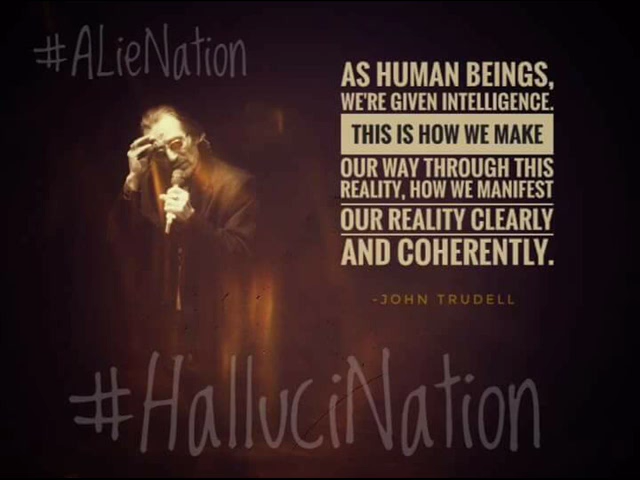 #ALieNation
AS HUMAN BEINGS,
WE'RE GIVEN INTELLIGENCE.
THIS IS HOW WE MAKE
OUR WAY THROUGH THIS
REALITY, HOW WE MANIFEST
OUR REALITY CLEARLY
AND COHERENTLY.
-JOHN TRUDELL
#HalluciNation